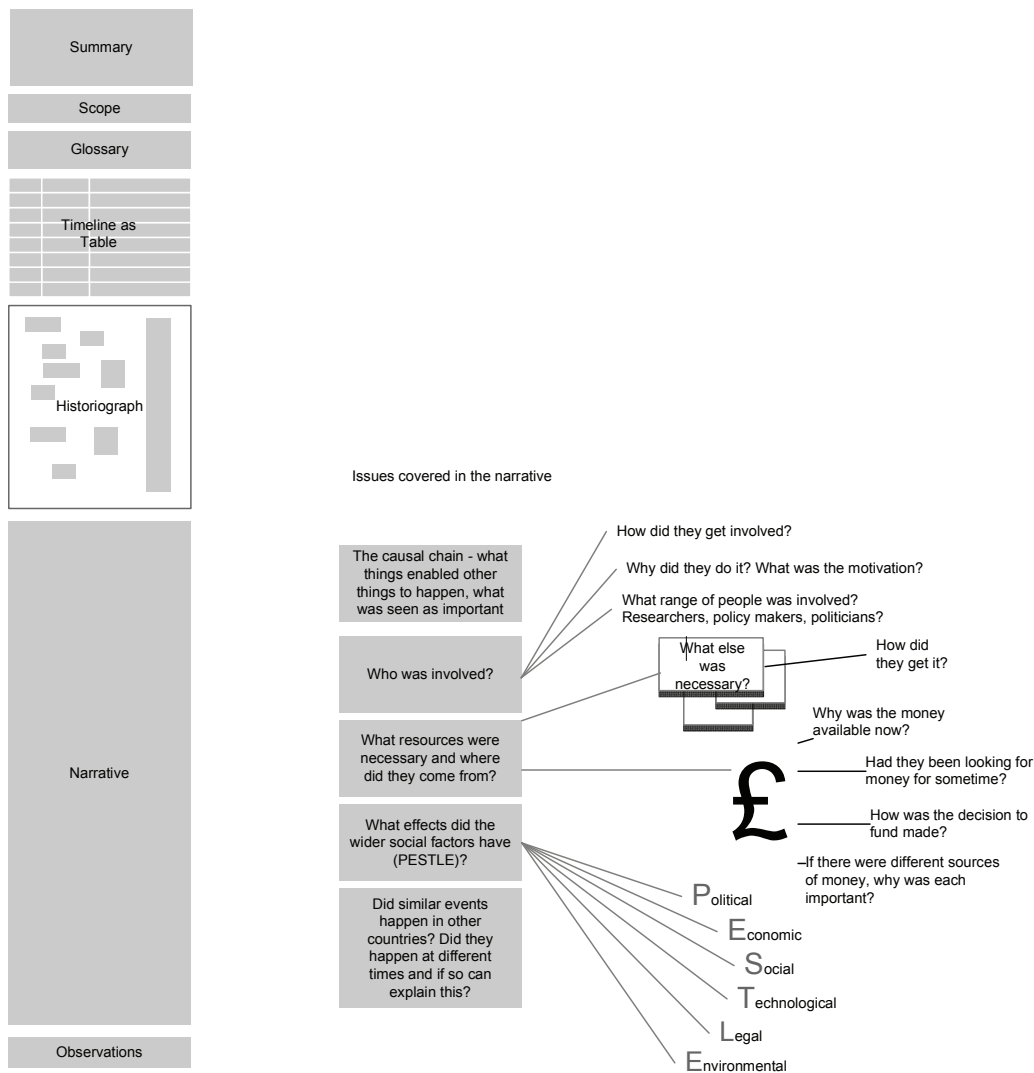 Summary
Scope
Glossary
Timeline as
Table
Historiograph
Narrative
Observations
Issues covered in the narrative
The causal chain - what
things enabled other
things to happen, what
was seen as important
Who was involved?
How did they get involved?
Why did they do it? What was the motivation?
What range of people was involved?
Researchers, policy makers, politicians?
What resources were
necessary and where
did they come from?
What else
was
necessary?
How did
they get it?
£
Why was the money
available now?
Had they been looking for
money for sometime?
How was the decision to
fund made?
If there were different sources
of money, why was each
important?
What effects did the
wider social factors have
(PESTLE)?
Political
Economic
Social
Technological
Legal
Environmental
Did similar events
happen in other
countries? Did they
happen at different
times and if so can
explain this?